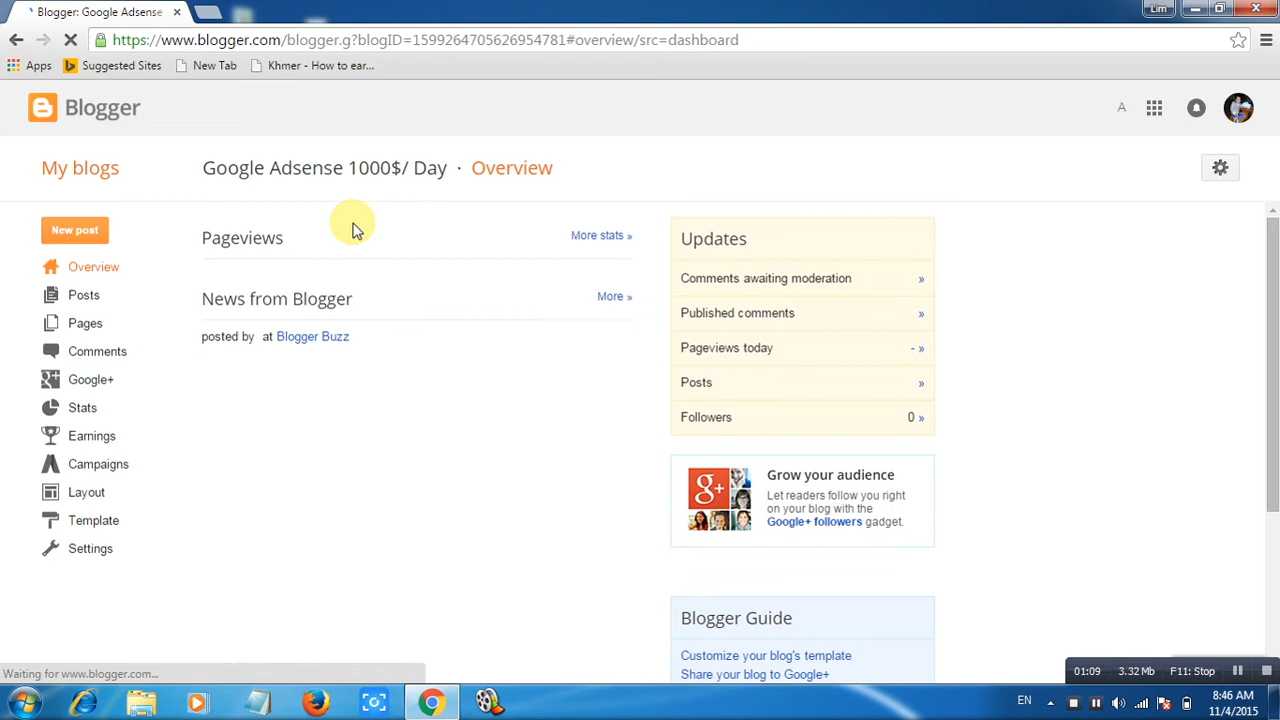 Blogger: Google Adsense
Lim
https://www.blogger.com/blogger.g?blogID=1599264705626954781#overview/src=dashboard
Apps Suggested Sites New Tab Khmer - How to ear...
Blogger
A
My blogs Google Adsense 1000$/ Day · Overview
New post
Overview
Posts
Pages
Comments
Google+
Stats
Earnings
Campaigns
Layout
Template
Settings
Pageviews More stats »
News from Blogger More »
posted by at Blogger Buzz
Updates
Comments awaiting moderation »
Published comments »
Pageviews today - »
Posts »
Followers 0 »
g+
Grow your audience
Let readers follow you right
on your blog with the
Google+ followers gadget.
Blogger Guide
Customize your blog's template
Share your blog to Google+
Waiting for www.blogger.com...
01:09 3.32 Mb F11: Stop
EN
8:46 AM
11/4/2015